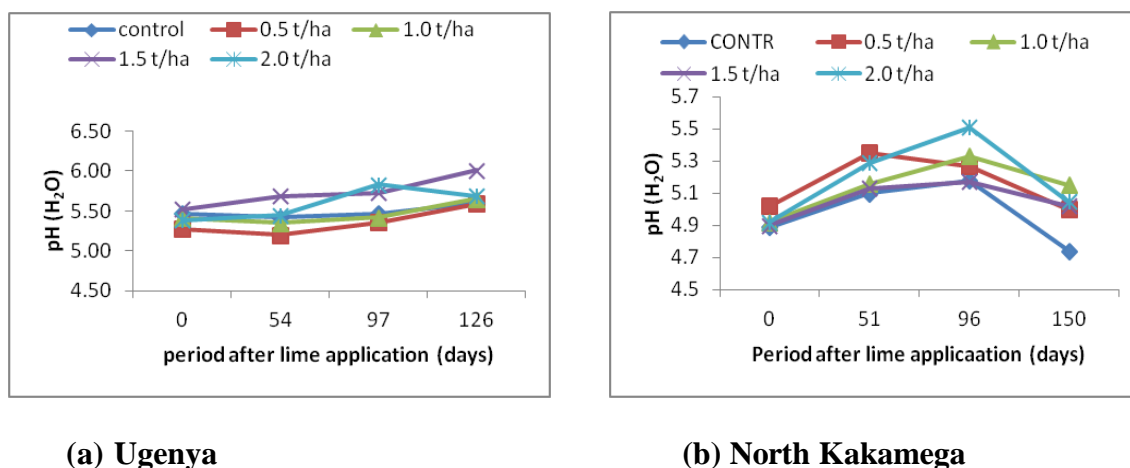 control 0.5 t/ha 1.0 t/ha
1.5 t/ha 2.0 t/ha
6.50
6.00
5.50
5.00
4.50
pH (H₂O)
0 54 97 126
period after lime application (days)
CONTR 0.5 t/ha 1.0 t/ha
1.5 t/ha 2.0 t/ha
5.7
5.5
5.3
5.1
4.9
4.7
4.5
pH (H₂O)
0 51 96 150
Period after lime applicaation (days)
(a) Ugenya
(b) North Kakamega